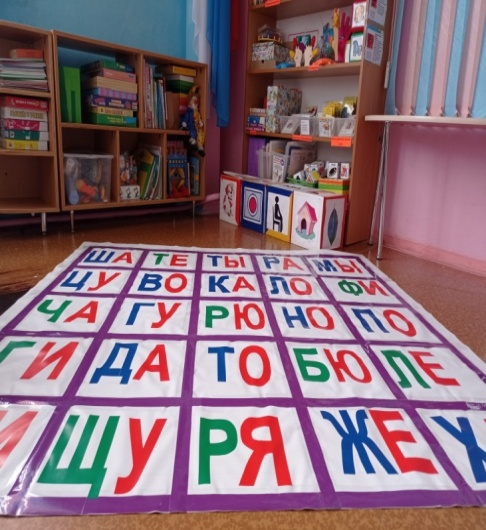 ША ТЕ ТЫ РА МЫ
ЦУ ВО КА ЛО ФИ
ЧА ГУ РЮ НО ПО
ГИ ДА ТО БЮ ЛЕ
ЩУ РЯ ЖЕ